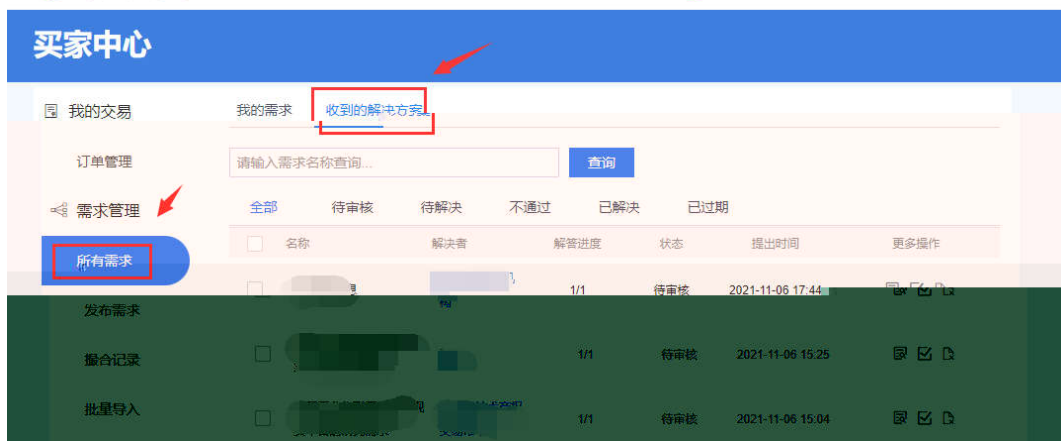 买家中心
我的交易
我的需求 收到的解决方案
订单管理
请输入需求名称查询... 查询
需求管理
全部 待审核 待解决 不通过 已解决 已过期
名称 解决者 解答进度 状态 提出时间 更多操作
所有需求
1/1 待审核 2021-11-06 17:44
发布需求
撮合记录
1/1 待审核 2021-11-06 15:25
批量导入
1/1 待审核 2021-11-06 15:04